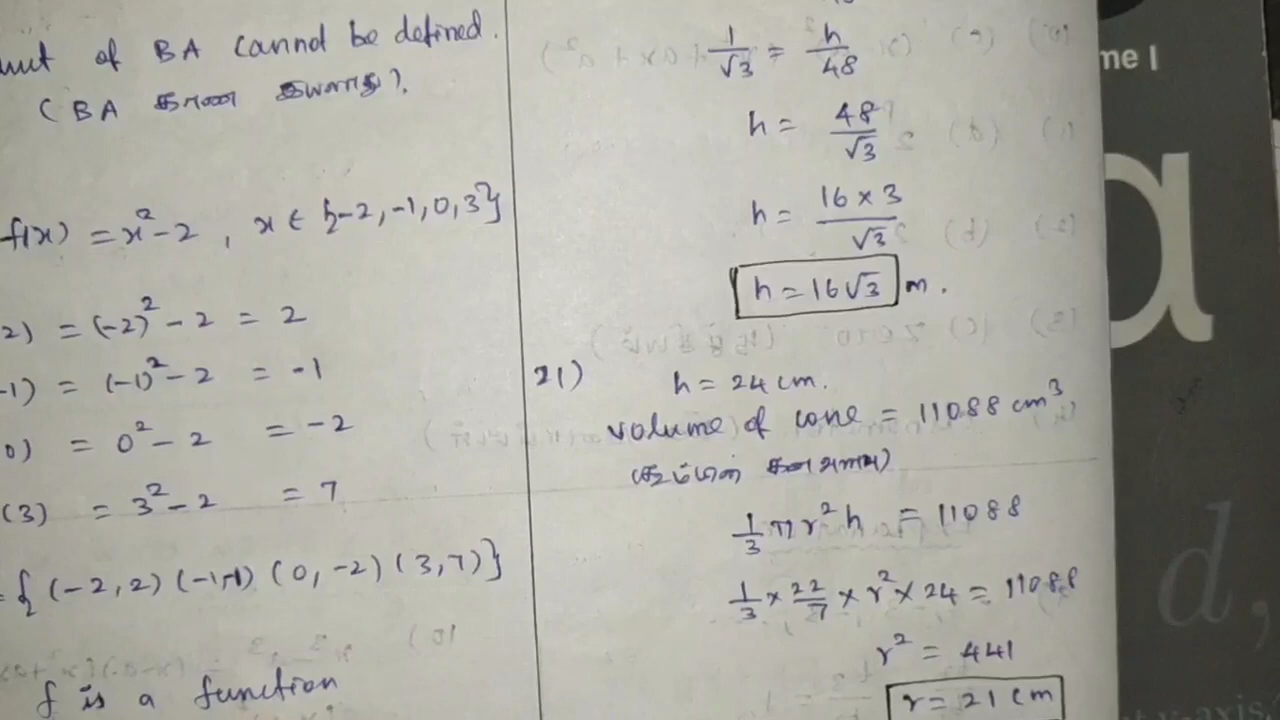 of BA cannot be defined.
(BA காண இயலாது).
f(x) = x² - 2 , x ∈ {-2, -1, 0, 3}
2) = (-2)² - 2 = 2
-1) = (-1)² - 2 = -1
0) = 0² - 2 = -2
(3) = 3² - 2 = 7
= { (-2, 2) (-1, -1) (0, -2) (3, 7)}
f is a function
1/√3 = h/48
h = 48/√3
h = 16 × 3/√3
h = 16√3 m.
21) h = 24 cm.
volume of cone = 11088 cm³
(கூம்பின் கனஅளவு)
1/3 πr²h = 11088
1/3 × 22/7 × r² × 24 = 11088
r² = 441
r = 21 cm
me I
a
d,